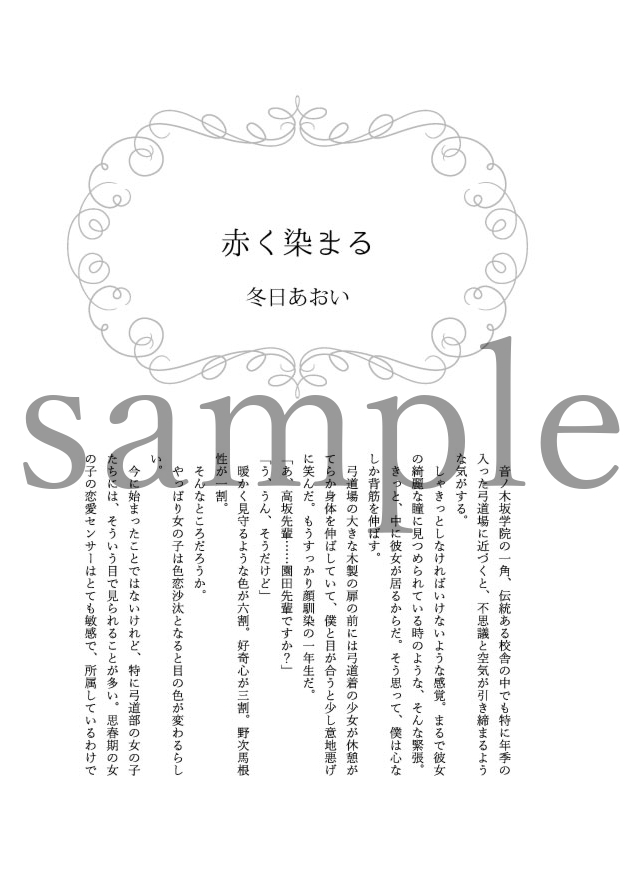 赤く染まる
冬日あおい
sample
　音ノ木坂学院の一角、伝統ある校舎の中でも特に年季の
入った弓道場に近づくと、不思議と空気が引き締まるよう
な気がする。
　しゃきっとしなければいけないような感覚。まるで彼女
の綺麗な瞳に見つめられている時のような、そんな緊張。
　きっと、中に彼女が居るからだ。そう思って、僕は心な
しか背筋を伸ばす。
　弓道場の大きな木製の扉の前には弓道着の少女が休憩が
てらか身体を伸ばしていて、僕と目が合うと少し意地悪げ
に笑んだ。もうすっかり顔馴染の一年生だ。
「あ、高坂先輩……園田先輩ですか？」
「う、うん、そうだけど」
　暖かく見守るような色が六割。好奇心が三割。野次馬根
性が一割。
　そんなところだろうか。
　やっぱり女の子は色恋沙汰となると目の色が変わるらし
い。
　今に始まったことではないけれど、特に弓道部の女の子
たちには、そういう目で見られることが多い。思春期の女
の子の恋愛センサーはとても敏感で、所属しているわけで